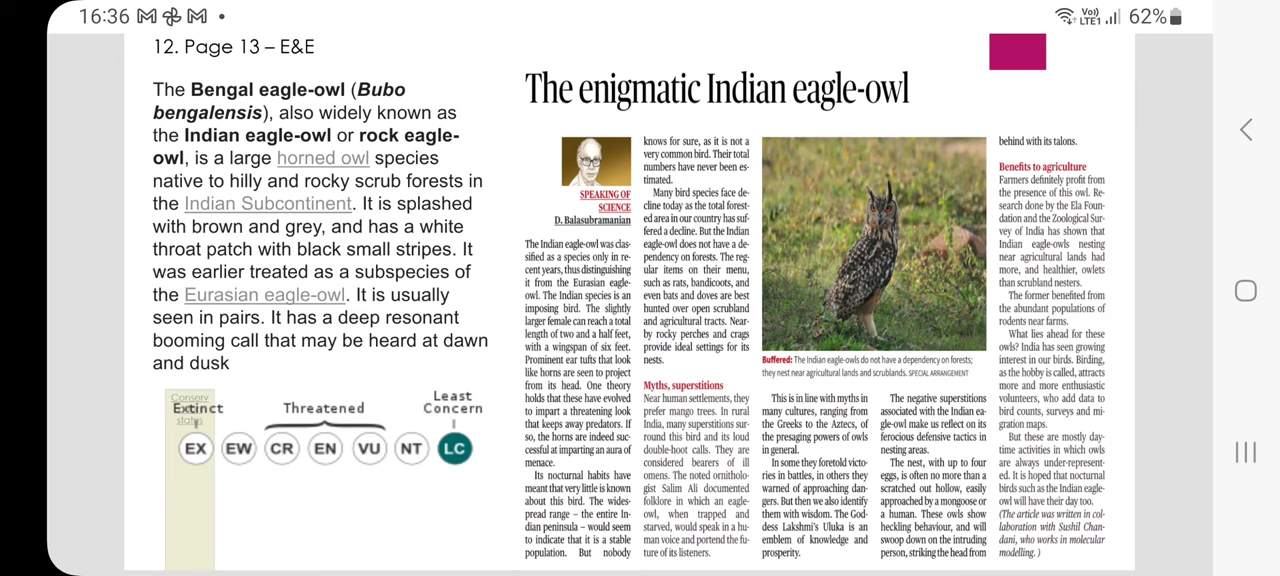 16:36
Vo))
LTE1
62%
12. Page 13 – E&E
The Bengal eagle-owl (Bubo
bengalensis), also widely known as
the Indian eagle-owl or rock eagle-
owl, is a large horned owl species
native to hilly and rocky scrub forests in
the Indian Subcontinent. It is splashed
with brown and grey, and has a white
throat patch with black small stripes. It
was earlier treated as a subspecies of
the Eurasian eagle-owl. It is usually
seen in pairs. It has a deep resonant
booming call that may be heard at dawn
and dusk
Conserv
status
Extinct
Threatened
Least
Concern
EX EW CR EN VU NT LC
The enigmatic Indian eagle-owl
SPEAKING OF
SCIENCE
D. Balasubramanian
The Indian eagle-owl was clas-
sified as a species only in re-
cent years, thus distinguishing
it from the Eurasian eagle-
owl. The Indian species is an
imposing bird. The slightly
larger female can reach a total
length of two and a half feet,
with a wingspan of six feet.
Prominent ear tufts that look
like horns are seen to project
from its head. One theory
holds that these have evolved
to impart a threatening look
that keeps away predators. If
so, the horns are indeed suc-
cessful at imparting an aura of
menace.
Its nocturnal habits have
meant that very little is known
about this bird. The wides-
pread range – the entire In-
dian peninsula – would seem
to indicate that it is a stable
population. But nobody
knows for sure, as it is not a
very common bird. Their total
numbers have never been es-
timated.
Many bird species face de-
cline today as the total forest-
ed area in our country has suf-
fered a decline. But the Indian
eagle-owl does not have a de-
pendency on forests. The reg-
ular items on their menu,
such as rats, bandicoots, and
even bats and doves are best
hunted over open scrubland
and agricultural tracts. Near-
by rocky perches and crags
provide ideal settings for its
nests.
Myths, superstitions
Near human settlements, they
prefer mango trees. In rural
India, many superstitions sur-
round this bird and its loud
double-hoot calls. They are
considered bearers of ill
omens. The noted ornitholo-
gist Salim Ali documented
folklore in which an eagle-
owl, when trapped and
starved, would speak in a hu-
man voice and portend the fu-
ture of its listeners.
Buffered: The Indian eagle-owls do not have a dependency on forests;
they nest near agricultural lands and scrublands. SPECIAL ARRANGEMENT
This is in line with myths in
many cultures, ranging from
the Greeks to the Aztecs, of
the presaging powers of owls
in general.
In some they foretold victo-
ries in battles, in others they
warned of approaching dan-
gers. But then we also identify
them with wisdom. The God-
dess Lakshmi's Uluka is an
emblem of knowledge and
prosperity.
The negative superstitions
associated with the Indian ea-
gle-owl make us reflect on its
ferocious defensive tactics in
nesting areas.
The nest, with up to four
eggs, is often no more than a
scratched out hollow, easily
approached by a mongoose or
a human. These owls show
heckling behaviour, and will
swoop down on the intruding
person, striking the head from
behind with its talons.
Benefits to agriculture
Farmers definitely profit from
the presence of this owl. Re-
search done by the Ela Foun-
dation and the Zoological Sur-
vey of India has shown that
Indian eagle-owls nesting
near agricultural lands had
more, and healthier, owlets
than scrubland nesters.
The former benefited from
the abundant populations of
rodents near farms.
What lies ahead for these
owls? India has seen growing
interest in our birds. Birding,
as the hobby is called, attracts
more and more enthusiastic
volunteers, who add data to
bird counts, surveys and mi-
gration maps.
But these are mostly day-
time activities in which owls
are always under-represent-
ed. It is hoped that nocturnal
birds such as the Indian eagle-
owl will have their day too.
(The article was written in col-
laboration with Sushil Chan-
dani, who works in molecular
modelling. )